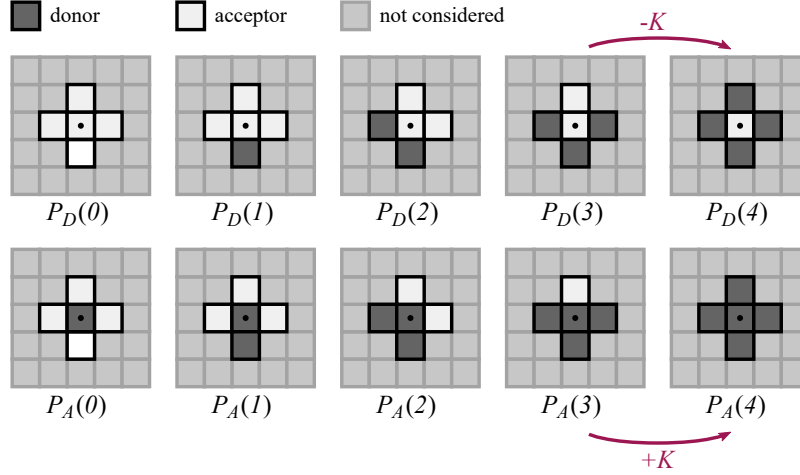 donor acceptor not considered
-K
P_D(0) P_D(1) P_D(2) P_D(3) P_D(4)
P_A(0) P_A(1) P_A(2) P_A(3) P_A(4)
+K